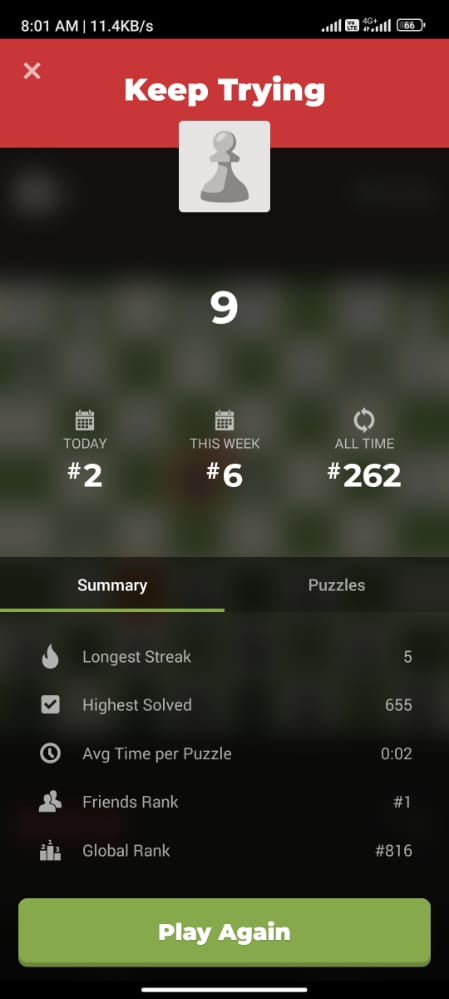 8:01 AM | 11.4KB/s
Vo LTE 4G+ 66
Keep Trying
9
TODAY THIS WEEK ALL TIME
#2 #6 #262
Summary Puzzles
Longest Streak 5
Highest Solved 655
Avg Time per Puzzle 0:02
Friends Rank #1
Global Rank #816
Play Again